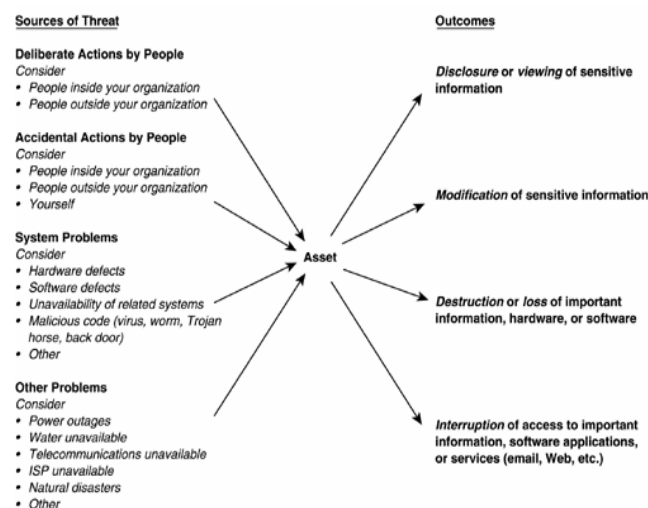 Sources of Threat
Deliberate Actions by People
Consider
• People inside your organization
• People outside your organization
Accidental Actions by People
Consider
• People inside your organization
• People outside your organization
• Yourself
System Problems
Consider
• Hardware defects
• Software defects
• Unavailability of related systems
• Malicious code (virus, worm, Trojan
horse, back door)
• Other
Other Problems
Consider
• Power outages
• Water unavailable
• Telecommunications unavailable
• ISP unavailable
• Natural disasters
• Other
Asset
Outcomes
Disclosure or viewing of sensitive
information
Modification of sensitive information
Destruction or loss of important
information, hardware, or software
Interruption of access to important
information, software applications,
or services (email, Web, etc.)